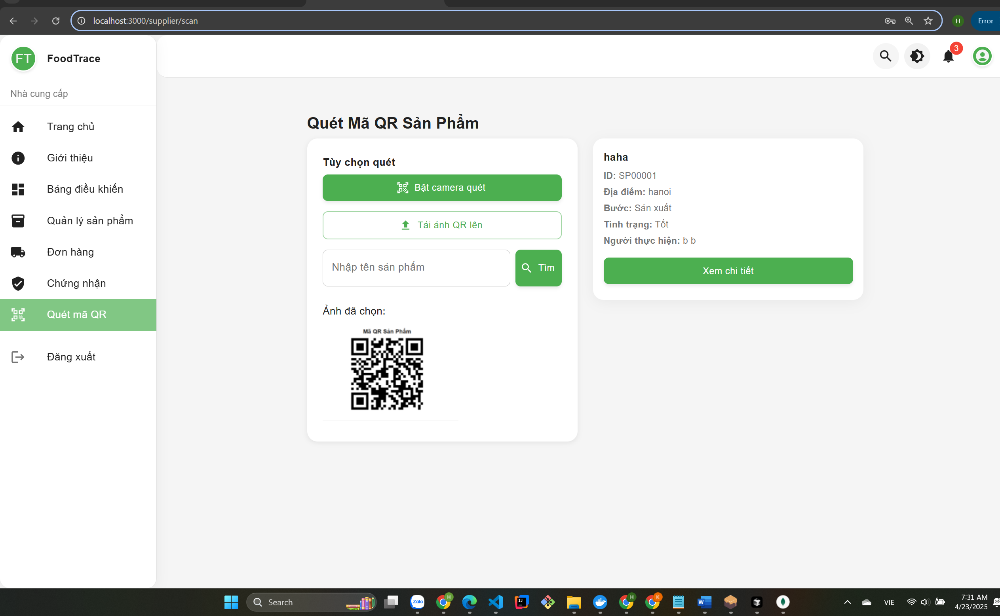 localhost:3000/supplier/scan
H
Error
FT
FoodTrace
3
Nhà cung cấp
Trang chủ
Giới thiệu
Bảng điều khiển
Quản lý sản phẩm
Đơn hàng
Chứng nhận
Quét mã QR
Đăng xuất
Quét Mã QR Sản Phẩm
Tùy chọn quét
Bật camera quét
Tải ảnh QR lên
Nhập tên sản phẩm
Tìm
Ảnh đã chọn:
Mã QR Sản Phẩm
haha
ID: SP00001
Địa điểm: hanoi
Bước: Sản xuất
Tình trạng: Tốt
Người thực hiện: b b
Xem chi tiết
Search
Zalo
H
IJ
H
K
W
VIE
7:31 AM
4/23/2025